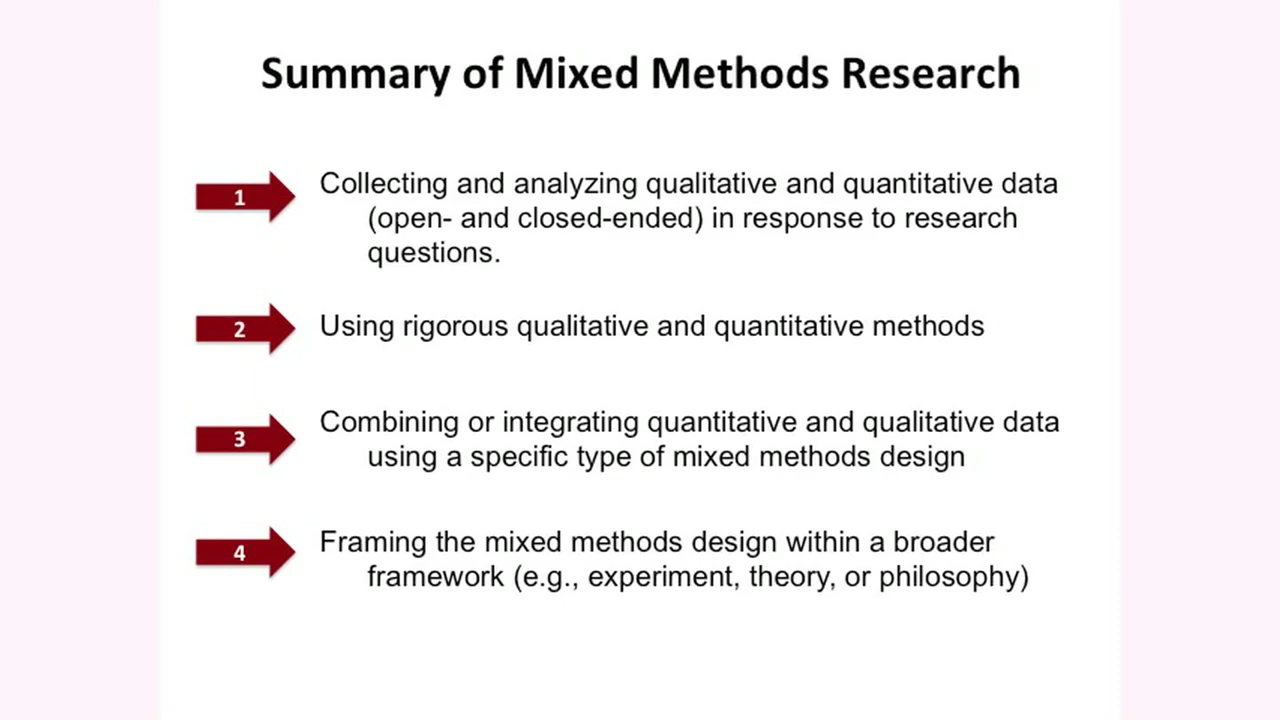 Summary of Mixed Methods Research
1
Collecting and analyzing qualitative and quantitative data
(open- and closed-ended) in response to research
questions.
2
Using rigorous qualitative and quantitative methods
3
Combining or integrating quantitative and qualitative data
using a specific type of mixed methods design
4
Framing the mixed methods design within a broader
framework (e.g., experiment, theory, or philosophy)